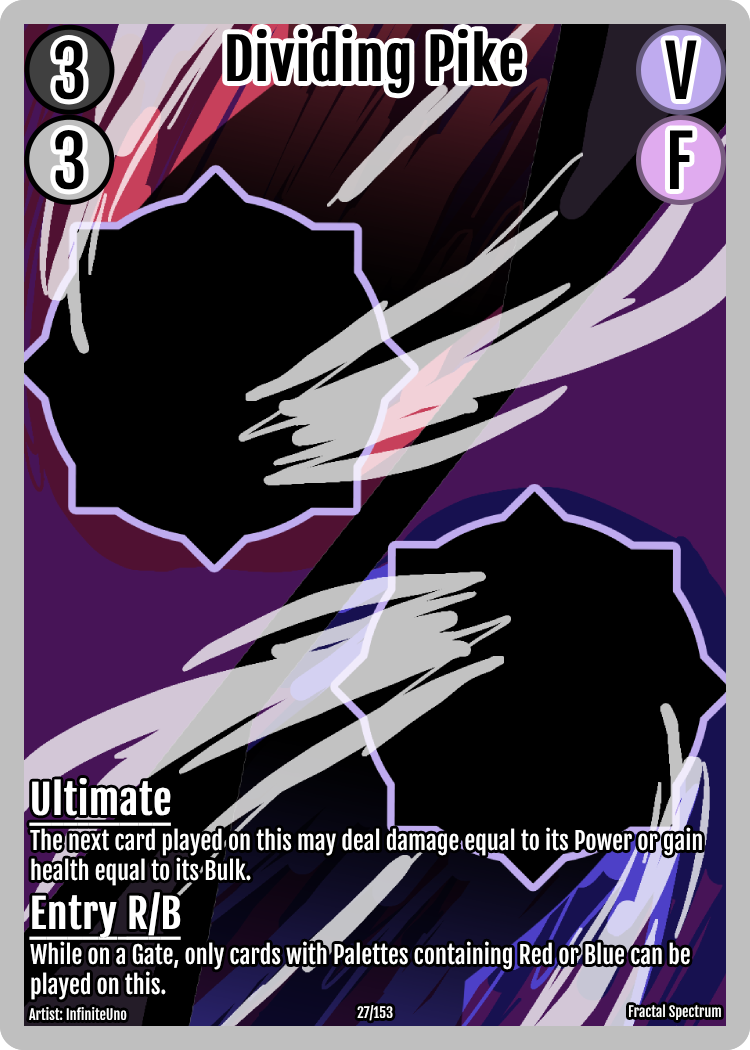 3
Dividing Pike
V
3
F
Ultimate
The next card played on this may deal damage equal to its Power or gain
health equal to its Bulk.
Entry R/B
While on a Gate, only cards with Palettes containing Red or Blue can be
played on this.
Artist: InfiniteUno
27/153
Fractal Spectrum